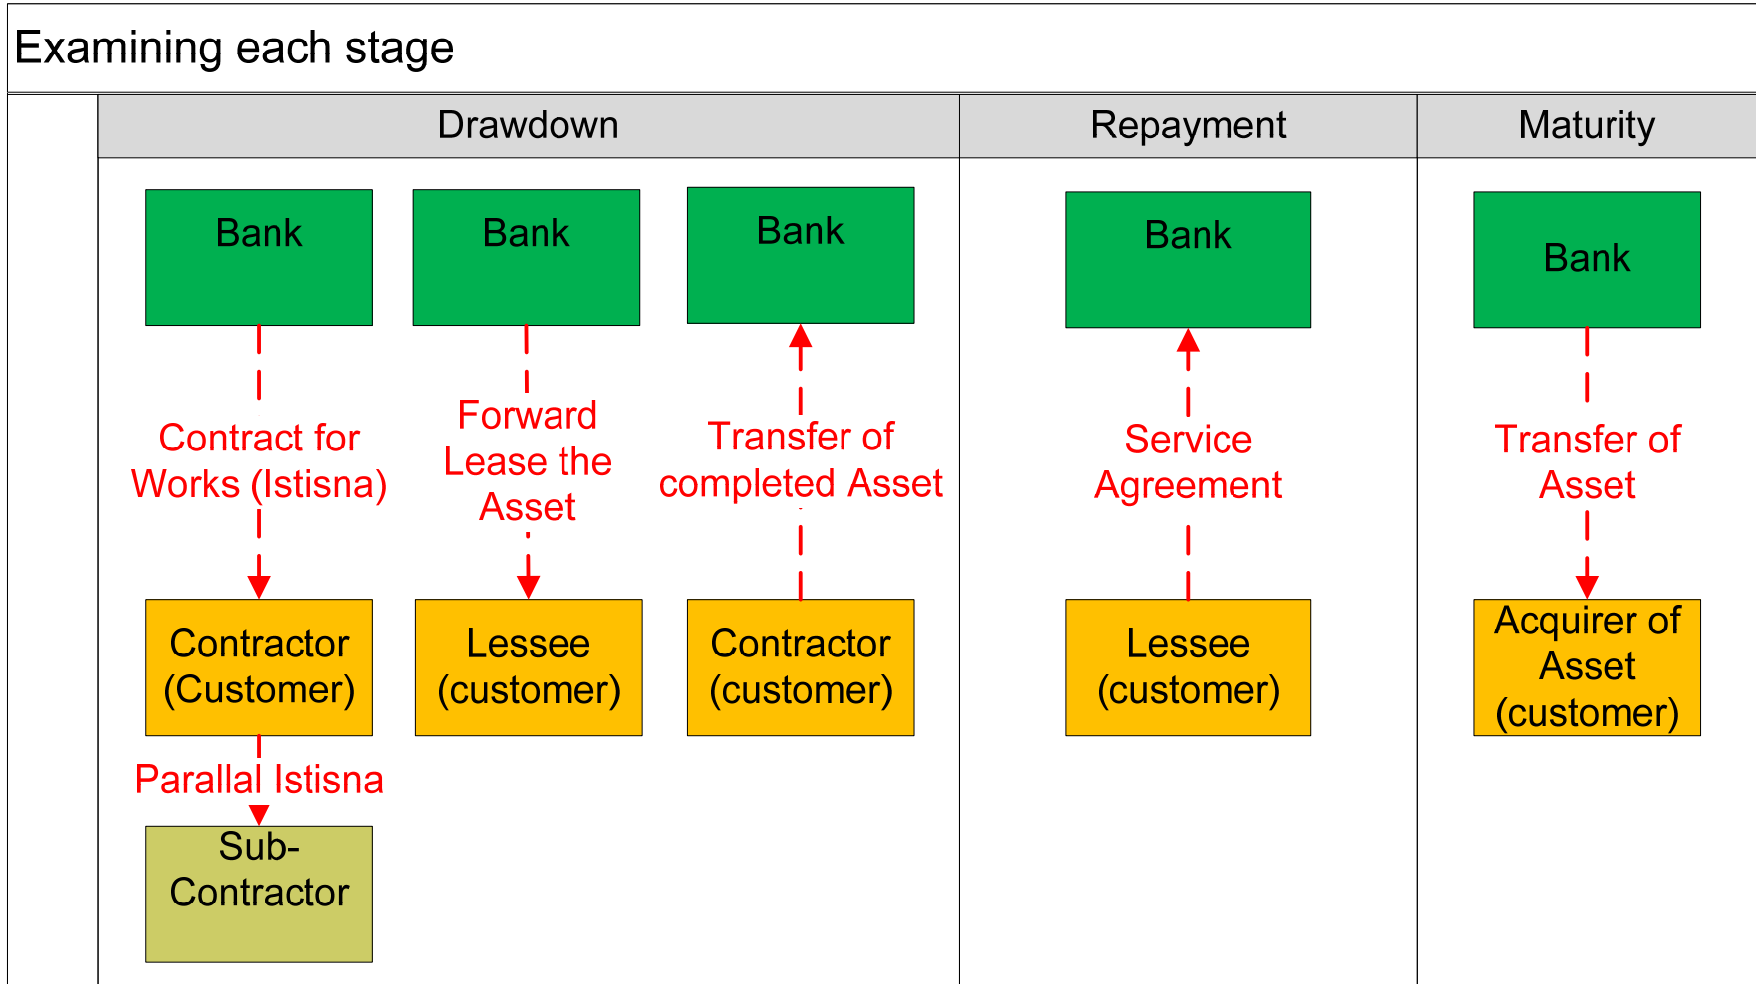 Examining each stage
Drawdown
Repayment
Maturity
Bank
Bank
Bank
Bank
Bank
Contract for
Works (Istisna)
Forward
Lease the
Asset
Transfer of
completed Asset
Service
Agreement
Transfer of
Asset
Contractor
(Customer)
Lessee
(customer)
Contractor
(customer)
Lessee
(customer)
Acquirer of
Asset
(customer)
Parallal Istisna
Sub-
Contractor